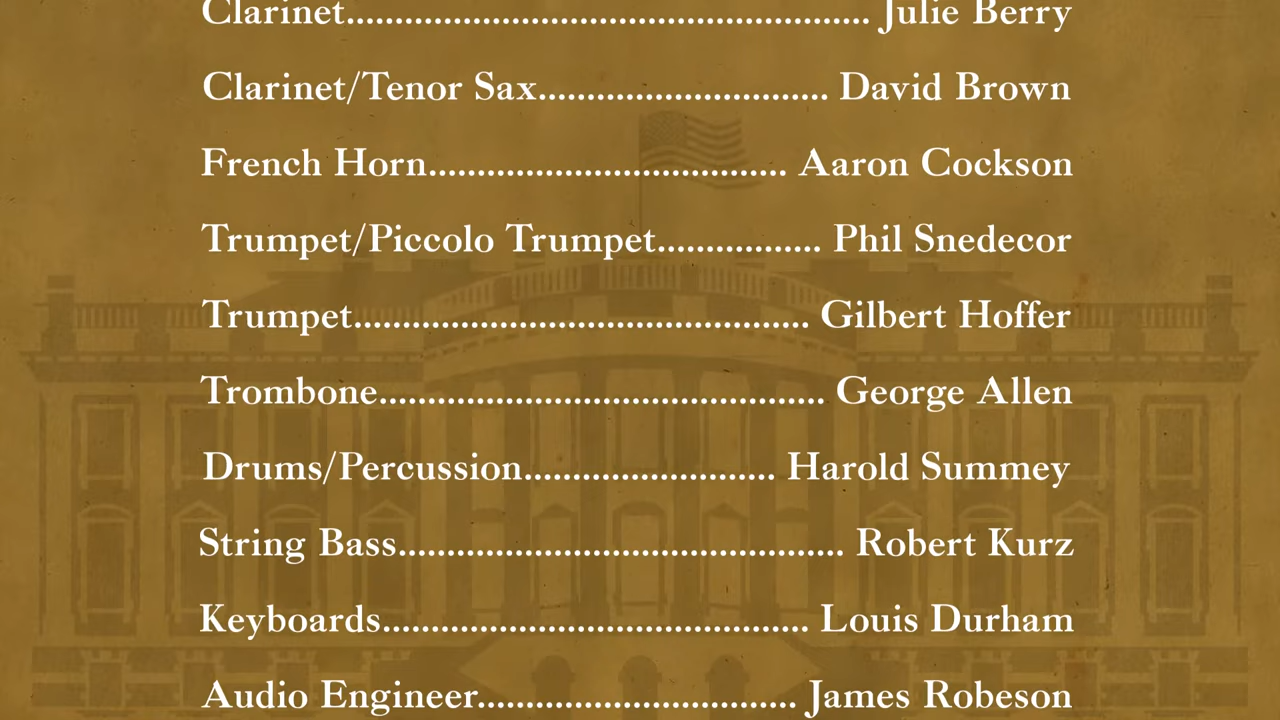 Clarinet..................................................... Julie Berry
Clarinet/Tenor Sax.............................. David Brown
French Horn..................................... Aaron Cockson
Trumpet/Piccolo Trumpet................. Phil Snedecor
Trumpet............................................... Gilbert Hoffer
Trombone.............................................. George Allen
Drums/Percussion.......................... Harold Summey
String Bass.............................................. Robert Kurz
Keyboards............................................ Louis Durham
Audio Engineer................................. James Robeson